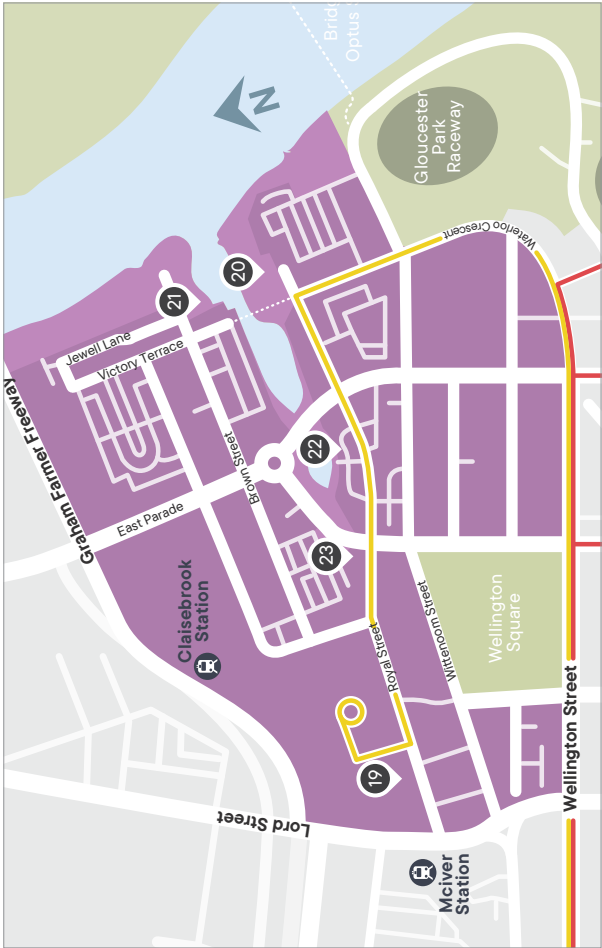 Bridg
Optus S
N
Gloucester
Park
Raceway
Waterloo Crescent
20
21
Jewell Lane
Victory Terrace
Graham Farmer Freeway
Brown Street
22
East Parade
23
Claisebrook
Station
Royal Street
Wittenoom Street
Wellington
Square
19
Wellington Street
Lord Street
McIver
Station